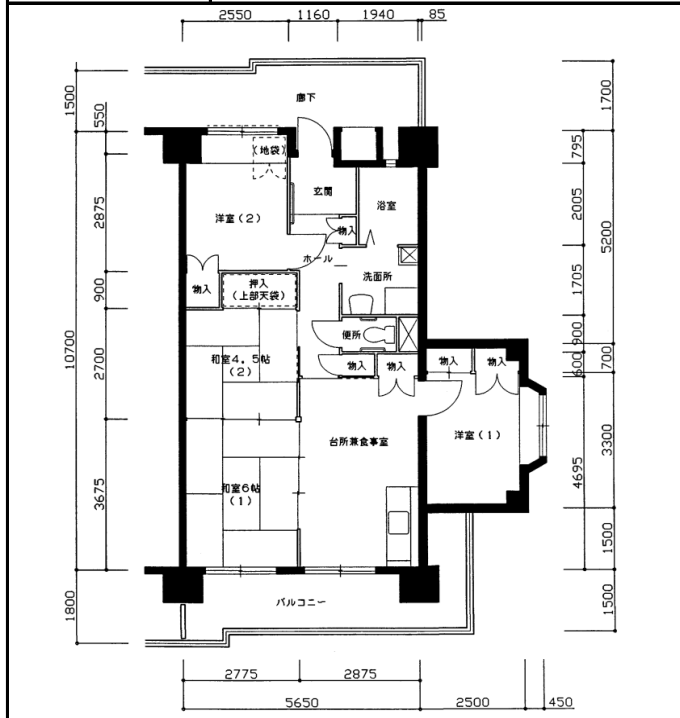 2550 1160 1940 85
1500
550
2875
900
2700
3675
10700
1800
1700
795
2005
5200
1705
900
600
700
3300
4695
1500
1500
廊下
(地袋)
玄関
浴室
洋室(2)
物入
ホール
洗面所
物入
押入
(上部天袋)
便所
和室4.5帖
(2)
物入
物入
物入
物入
台所兼食事室
洋室(1)
和室6帖
(1)
バルコニー
2775 2875
5650 2500 450